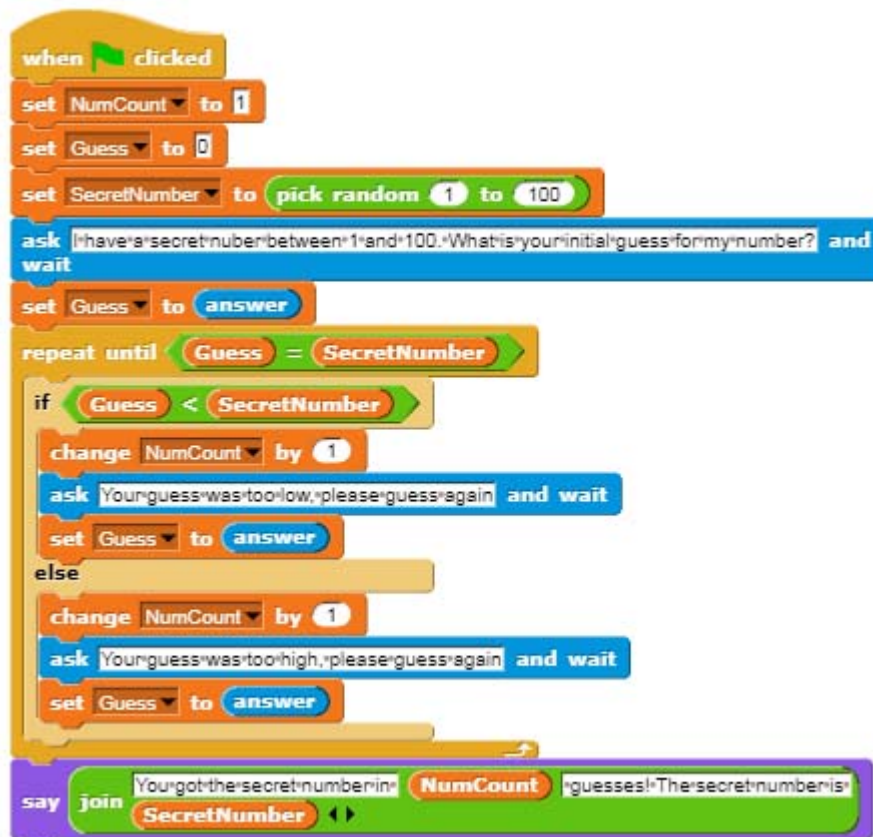 when clicked
set NumCount to 1
set Guess to 0
set SecretNumber to pick random 1 to 100
ask I have a secret nuber between 1 and 100. What is your initial guess for my number? and
wait
set Guess to answer
repeat until Guess = SecretNumber
if Guess < SecretNumber
change NumCount by 1
ask Your guess was too low, please guess again and wait
set Guess to answer
else
change NumCount by 1
ask Your guess was too high, please guess again and wait
set Guess to answer
say join You got the secret number in NumCount guesses! The secret number is
SecretNumber